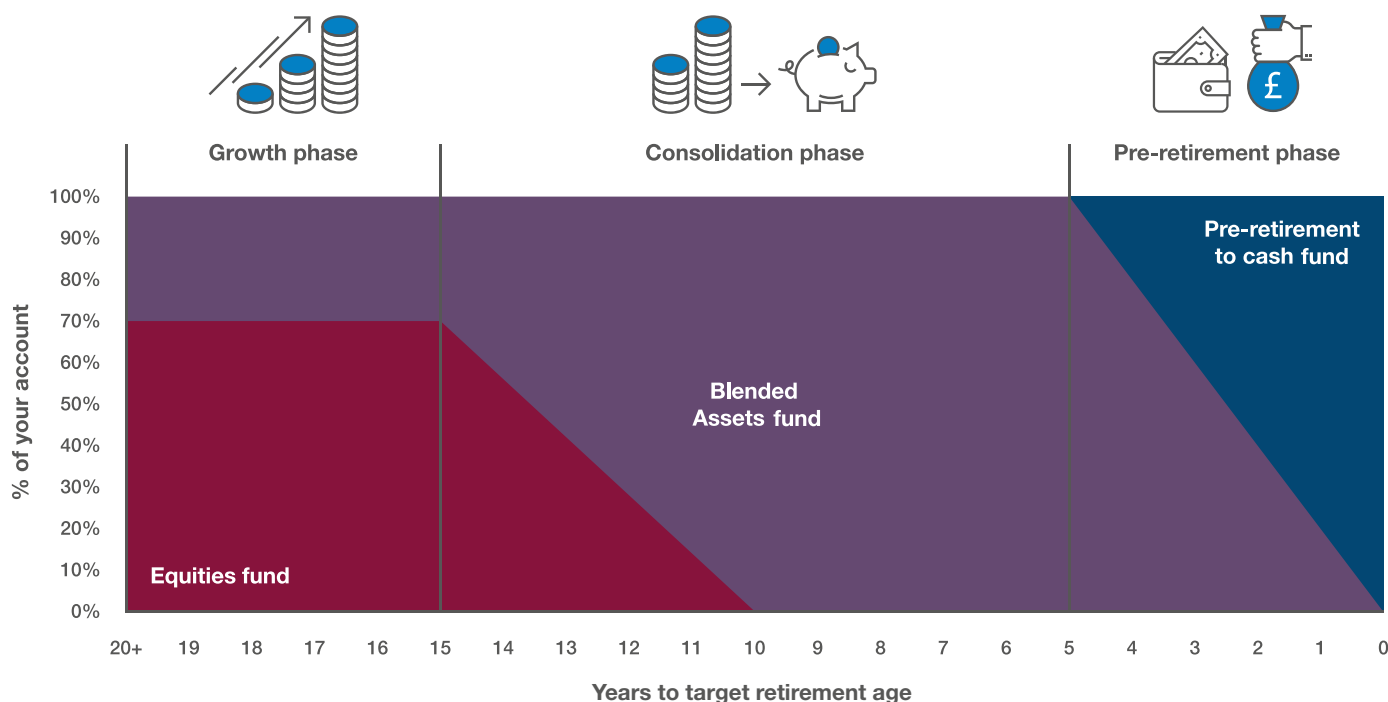 £
Growth phase
Consolidation phase
Pre-retirement phase
% of your account
100%
90%
80%
70%
60%
50%
40%
30%
20%
10%
0%
Pre-retirement
to cash fund
Blended
Assets fund
Equities fund
20+ 19 18 17 16 15 14 13 12 11 10 9 8 7 6 5 4 3 2 1 0
Years to target retirement age